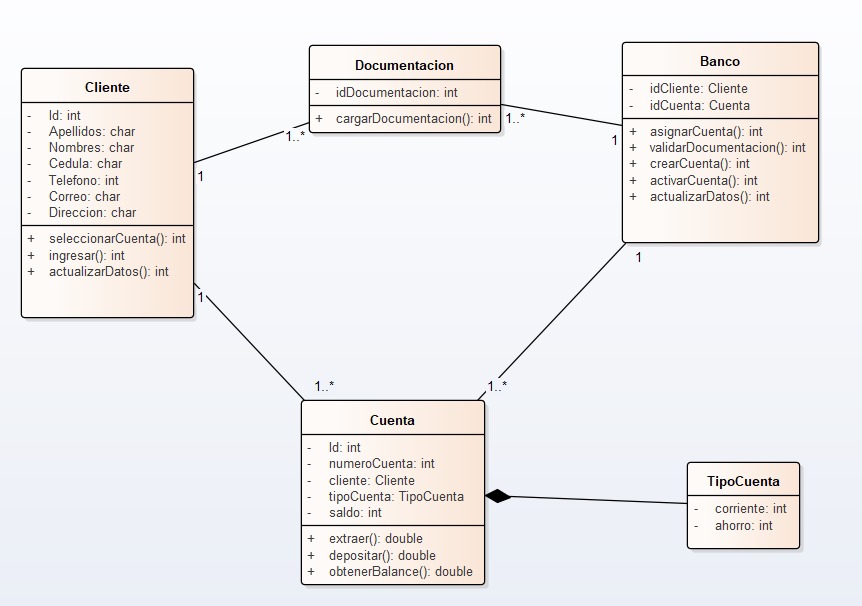 Cliente
- Id: int
- Apellidos: char
- Nombres: char
- Cedula: char
- Telefono: int
- Correo: char
- Direccion: char
+ seleccionarCuenta(): int
+ ingresar(): int
+ actualizarDatos(): int
1
1..*
1
1..*
Documentacion
- idDocumentacion: int
+ cargarDocumentacion(): int
1..*
1
Banco
- idCliente: Cliente
- idCuenta: Cuenta
+ asignarCuenta(): int
+ validarDocumentacion(): int
+ crearCuenta(): int
+ activarCuenta(): int
+ actualizarDatos(): int
1
1..*
Cuenta
- Id: int
- numeroCuenta: int
- cliente: Cliente
- tipoCuenta: TipoCuenta
- saldo: int
+ extraer(): double
+ depositar(): double
+ obtenerBalance(): double
TipoCuenta
- corriente: int
- ahorro: int